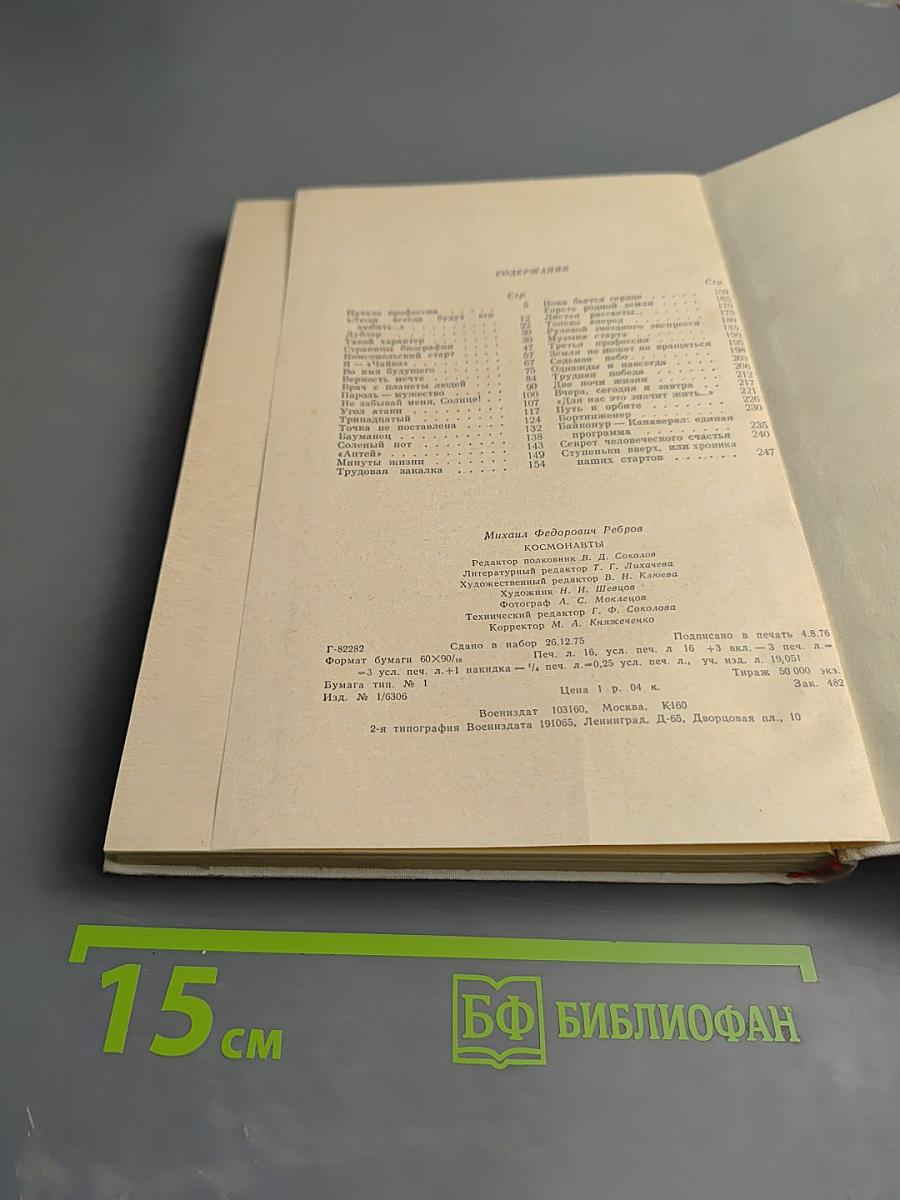 СОДЕРЖАНИЕ
Стр.
Начало профессии . . . . 5
«Люди всегда будут его
любить...» . . . . 12
Дублер . . . . 22
Такой характер . . . . 30
Страницы биографии . . . . 39
Комсомольский старт . . . . 47
Я — «Чайка» . . . . 57
Во имя будущего . . . . 67
Верность мечте . . . . 75
Врач с планеты людей . . . . 84
Пароль — мужество . . . . 90
Не забывай меня, Солнце! 100
Угол атаки . . . . 107
Тринадцатый . . . . 117
Точка не поставлена . . . . 124
Бауманец . . . . 132
Соленый пот . . . . 138
«Антей» . . . . 143
Минуты жизни . . . . 149
Трудовая закалка . . . . 154
Стр.
Пока бьется сердце . . . . 159
Горсть родной земли . . . . 165
Листая рассветы... . . . . 170
Только вперед . . . . 175
Рулевой звездного экспресса 180
Музыка старта . . . . 185
Третья профессия . . . . 190
Земля не может не вращаться 195
Седьмое небо . . . . 198
Однажды и навсегда . . . . 203
Трудная победа . . . . 206
Две ночи жизни . . . . 212
Вчера, сегодня и завтра . . 217
«Для нас это значит жить...» 221
Путь к орбите . . . . 226
Бортинженер . . . . 230
Байконур — Канаверал: единая
программа . . . . 235
Секрет человеческого счастья 240
Ступеньки вверх, или хроника
наших стартов . . . . 247
Михаил Федорович Ребров
КОСМОНАВТЫ
Редактор полковник В. Д. Соколов
Литературный редактор Т. Г. Лихачева
Художественный редактор В. Н. Клюева
Художник Н. И. Шевцов
Фотограф А. С. Моклецов
Технический редактор Г. Ф. Соколова
Корректор М. А. Княжеченко
Г-82282 Сдано в набор 26.12.75 Подписано в печать 4.8.76
Формат бумаги 60×90/16 Печ. л. 16, усл. печ. л 16 +3 вкл.—3 печ. л.=
=3 усл. печ. л.+1 накидка—1/4 печ. л.=0,25 усл. печ. л., уч. изд. л. 19,051
Бумага тип. № 1 Тираж 50 000 экз.
Изд. № 1/6306 Цена 1 р. 04 к. Зак. 482
Воениздат 103160, Москва, К-160
2-я типография Воениздата 191065, Ленинград, Д-65, Дворцовая пл., 10
15 см
БФ БИБЛИОФАН